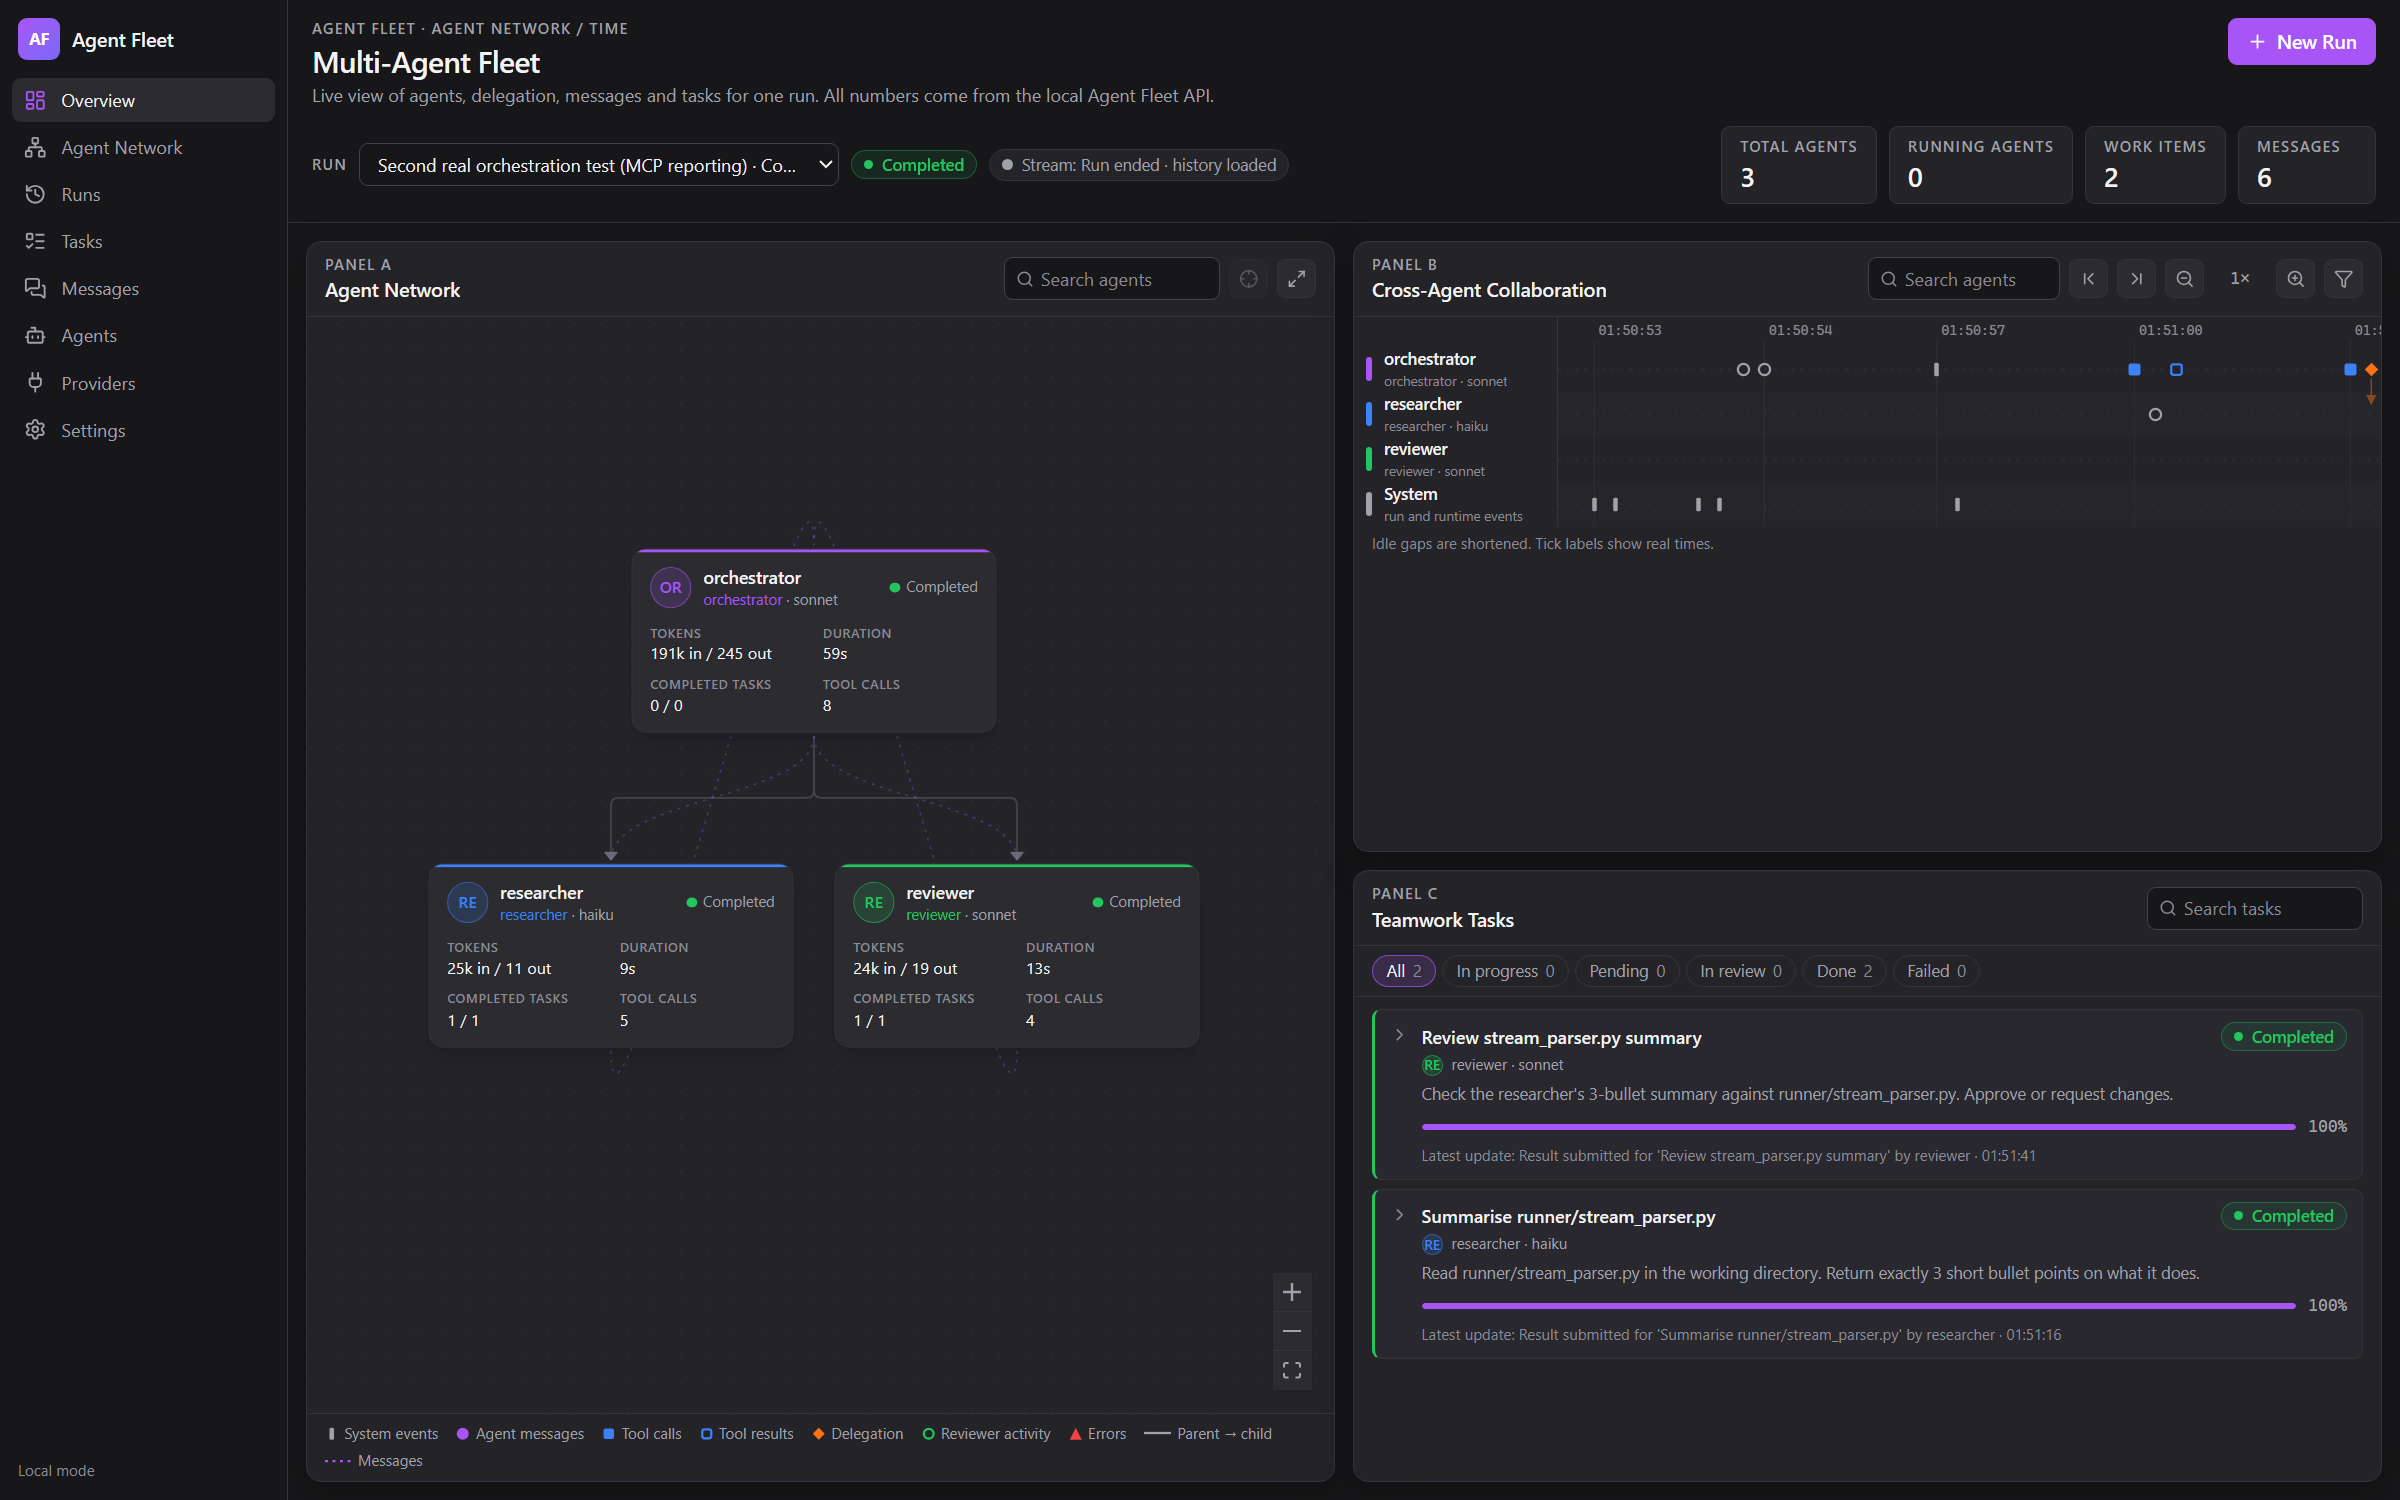 AF
Agent Fleet
Overview
Agent Network
Runs
Tasks
Messages
Agents
Providers
Settings
Local mode
AGENT FLEET · AGENT NETWORK / TIME
Multi-Agent Fleet
Live view of agents, delegation, messages and tasks for one run. All numbers come from the local Agent Fleet API.
New Run
RUN
Second real orchestration test (MCP reporting) · Co...
Completed
Stream: Run ended · history loaded
TOTAL AGENTS
3
RUNNING AGENTS
0
WORK ITEMS
2
MESSAGES
6
PANEL A
Agent Network
Search agents
OR
orchestrator
orchestrator · sonnet
Completed
TOKENS
191k in / 245 out
DURATION
59s
COMPLETED TASKS
0 / 0
TOOL CALLS
8
RE
researcher
researcher · haiku
Completed
TOKENS
25k in / 11 out
DURATION
9s
COMPLETED TASKS
1 / 1
TOOL CALLS
5
RE
reviewer
reviewer · sonnet
Completed
TOKENS
24k in / 19 out
DURATION
13s
COMPLETED TASKS
1 / 1
TOOL CALLS
4
System events
Agent messages
Tool calls
Tool results
Delegation
Reviewer activity
Errors
Parent → child
Messages
PANEL B
Cross-Agent Collaboration
Search agents
1×
01:50:53
01:50:54
01:50:57
01:51:00
orchestrator
orchestrator · sonnet
researcher
researcher · haiku
reviewer
reviewer · sonnet
System
run and runtime events
Idle gaps are shortened. Tick labels show real times.
PANEL C
Teamwork Tasks
Search tasks
All 2
In progress 0
Pending 0
In review 0
Done 2
Failed 0
Review stream_parser.py summary
Completed
RE
reviewer · sonnet
Check the researcher's 3-bullet summary against runner/stream_parser.py. Approve or request changes.
100%
Latest update: Result submitted for 'Review stream_parser.py summary' by reviewer · 01:51:41
Summarise runner/stream_parser.py
Completed
RE
researcher · haiku
Read runner/stream_parser.py in the working directory. Return exactly 3 short bullet points on what it does.
100%
Latest update: Result submitted for 'Summarise runner/stream_parser.py' by researcher · 01:51:16